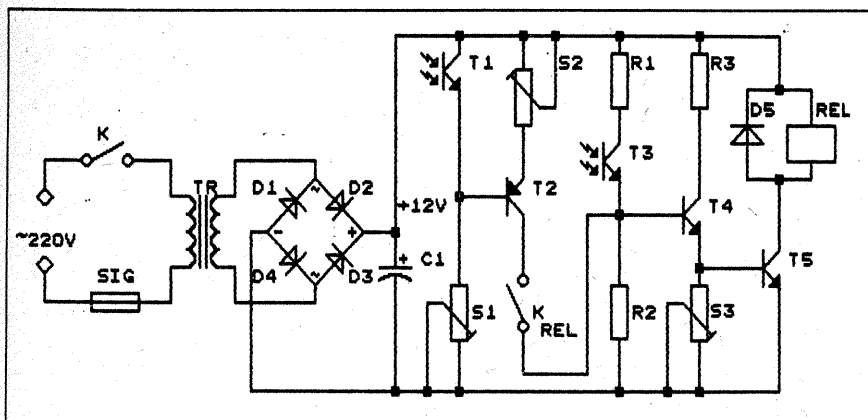 K
~220V
SIG
TR
D1
D2
D4
D3
~
~
-
+
+12V
+
C1
T1
S1
S2
T2
K
REL
R1
T3
R2
R3
T4
S3
D5
REL
T5